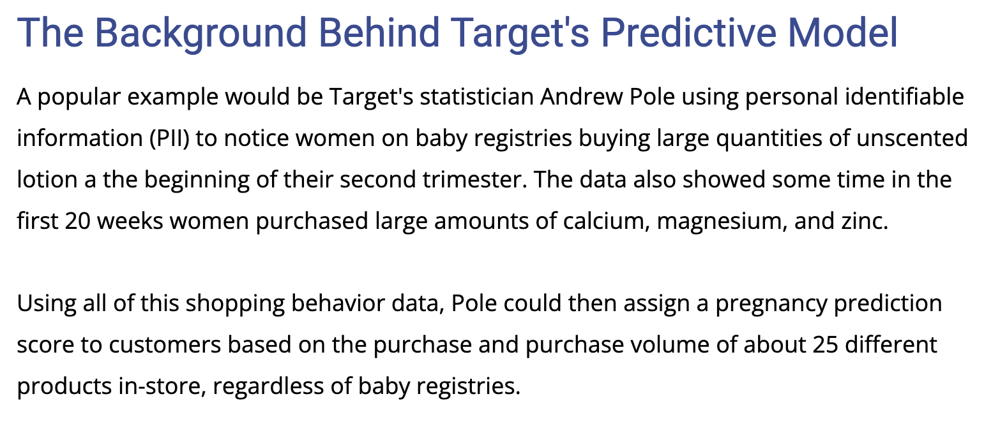 The Background Behind Target's Predictive Model
A popular example would be Target's statistician Andrew Pole using personal identifiable
information (PII) to notice women on baby registries buying large quantities of unscented
lotion a the beginning of their second trimester. The data also showed some time in the
first 20 weeks women purchased large amounts of calcium, magnesium, and zinc.
Using all of this shopping behavior data, Pole could then assign a pregnancy prediction
score to customers based on the purchase and purchase volume of about 25 different
products in-store, regardless of baby registries.